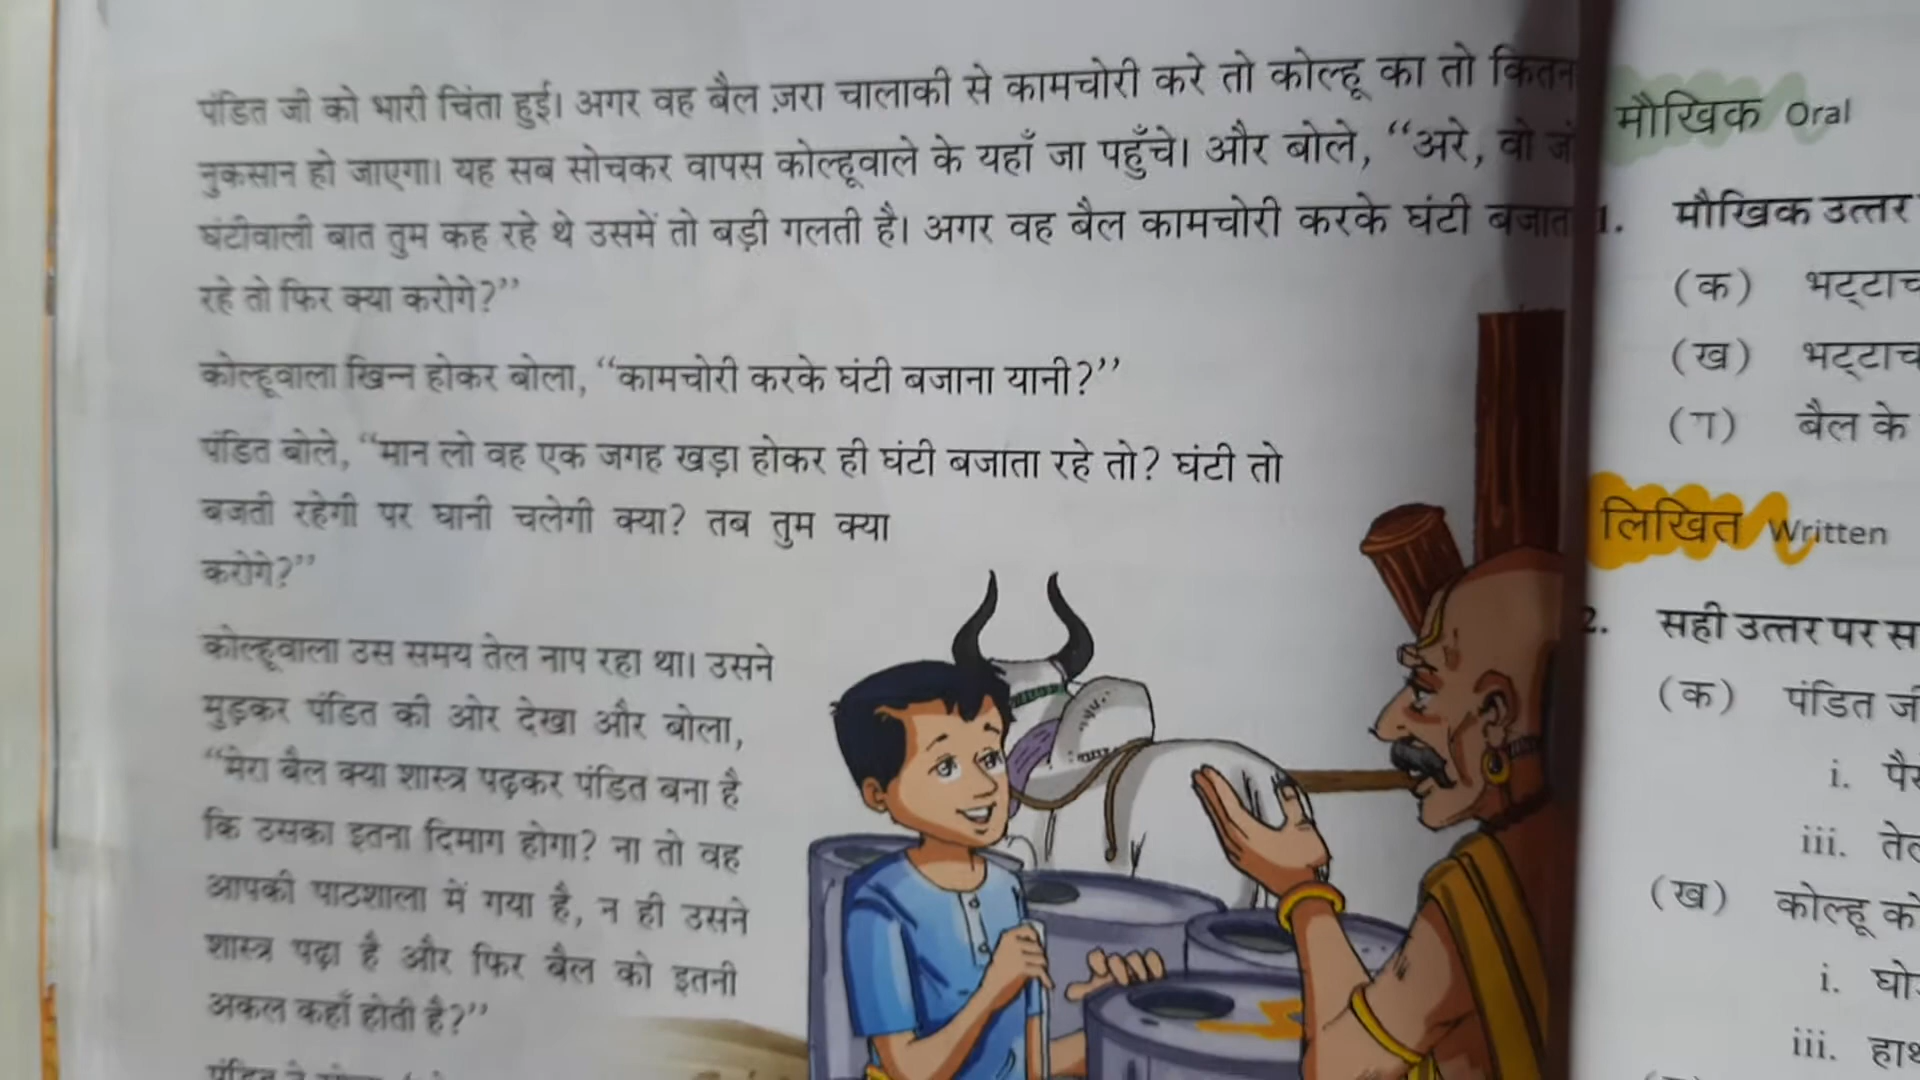 पंडित जी को भारी चिंता हुई। अगर वह बैल ज़रा चालाकी से कामचोरी करे तो कोल्हू का तो
नुकसान हो जाएगा। यह सब सोचकर वापस कोल्हूवाले के यहाँ जा पहुँचे। और बोले, “अरे, वो
घंटीवाली बात तुम कह रहे थे उसमें तो बड़ी गलती है। अगर वह बैल कामचोरी करके घंटी बजात
रहे तो फिर क्या करोगे?”
कोल्हूवाला खिन्न होकर बोला, “कामचोरी करके घंटी बजाना यानी?”
पंडित बोले, “मान लो वह एक जगह खड़ा होकर ही घंटी बजाता रहे तो? घंटी तो
बजती रहेगी पर घानी चलेगी क्या? तब तुम क्या
करोगे?”
कोल्हूवाला उस समय तेल नाप रहा था। उसने
मुड़कर पंडित की ओर देखा और बोला,
“मेरा बैल क्या शास्त्र पढ़कर पंडित बना है
कि उसका इतना दिमाग होगा? ना तो वह
आपकी पाठशाला में गया है, न ही उसने
शास्त्र पढ़ा है और फिर बैल को इतनी
अकल कहाँ होती है?”
मौखिक Oral
1. मौखिक उत्तर
(क) भट्टाच
(ख) भट्टाच
(ग) बैल के
लिखित Written
2. सही उत्तर पर स
(क) पंडित जी
i.
iii.
(ख) कोल्हू को
i.
iii.